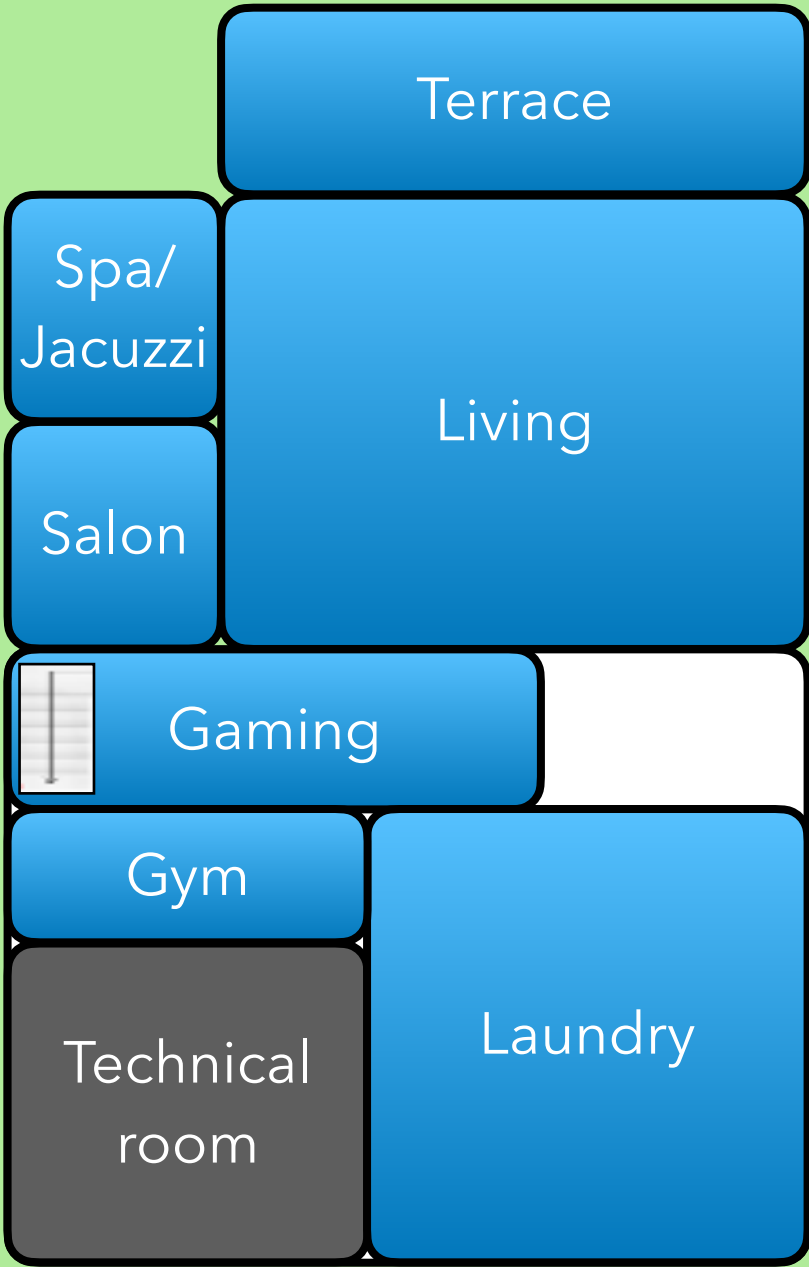 Terrace
Spa/
Jacuzzi
Living
Salon
Gaming
Gym
Technical
room
Laundry